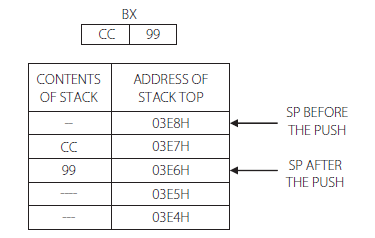 BX
CC 99
CONTENTS OF STACK ADDRESS OF STACK TOP
-- 03E8H
CC 03E7H
99 03E6H
---- 03E5H
--- 03E4H
SP BEFORE
THE PUSH
SP AFTER
THE PUSH